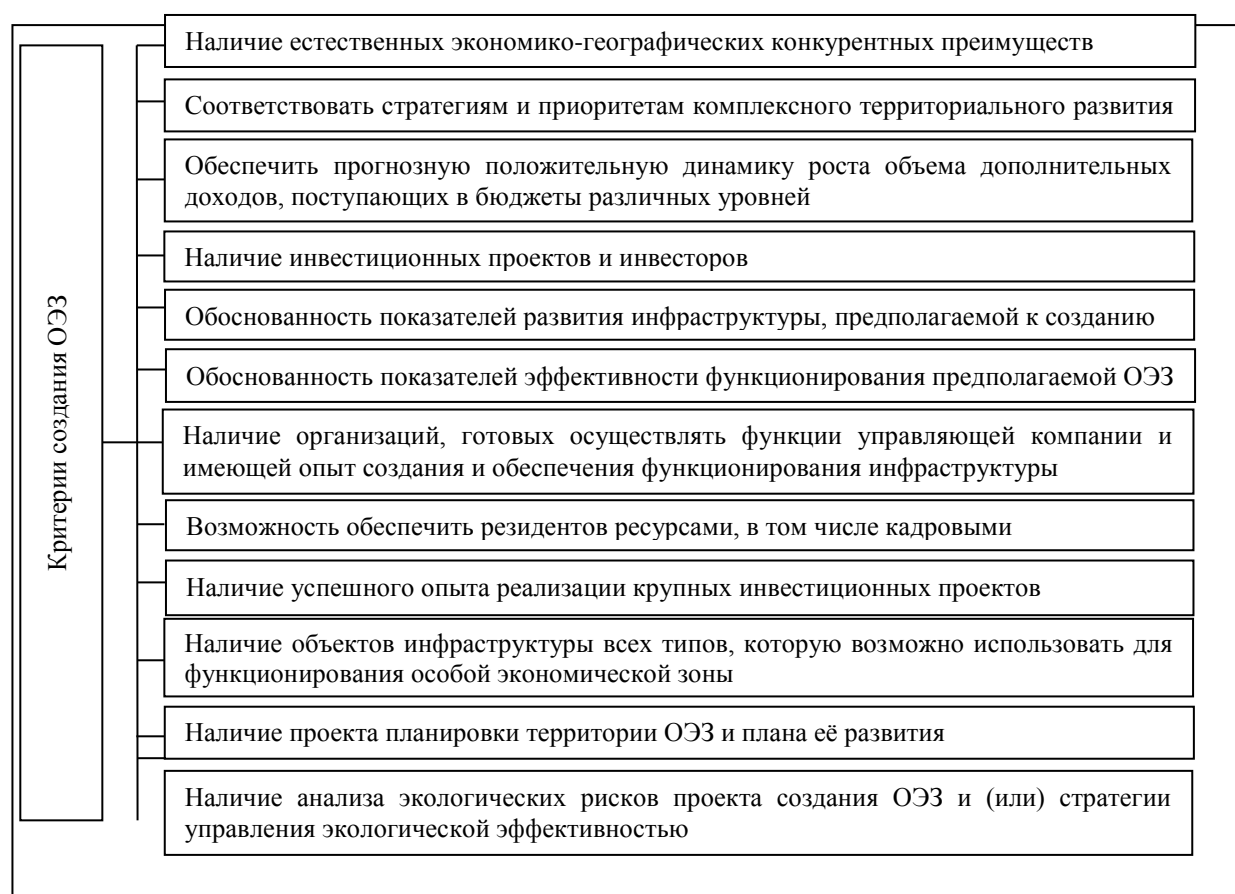 Критерии создания ОЭЗ
Наличие естественных экономико-географических конкурентных преимуществ
Соответствовать стратегиям и приоритетам комплексного территориального развития
Обеспечить прогнозную положительную динамику роста объема дополнительных
доходов, поступающих в бюджеты различных уровней
Наличие инвестиционных проектов и инвесторов
Обоснованность показателей развития инфраструктуры, предполагаемой к созданию
Обоснованность показателей эффективности функционирования предполагаемой ОЭЗ
Наличие организаций, готовых осуществлять функции управляющей компании и
имеющей опыт создания и обеспечения функционирования инфраструктуры
Возможность обеспечить резидентов ресурсами, в том числе кадровыми
Наличие успешного опыта реализации крупных инвестиционных проектов
Наличие объектов инфраструктуры всех типов, которую возможно использовать для
функционирования особой экономической зоны
Наличие проекта планировки территории ОЭЗ и плана её развития
Наличие анализа экологических рисков проекта создания ОЭЗ и (или) стратегии
управления экологической эффективностью